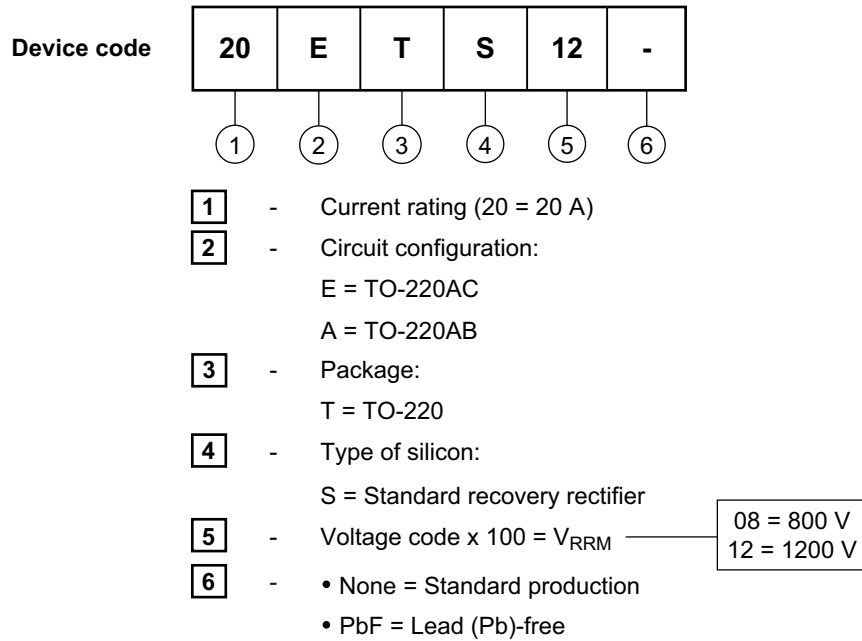 Device code 20 E T S 12 -
1 2 3 4 5 6
1 - Current rating (20 = 20 A)
2 - Circuit configuration:
E = TO-220AC
A = TO-220AB
3 - Package:
T = TO-220
4 - Type of silicon:
S = Standard recovery rectifier
5 - Voltage code x 100 = VRRM
08 = 800 V
12 = 1200 V
6 - • None = Standard production
• PbF = Lead (Pb)-free